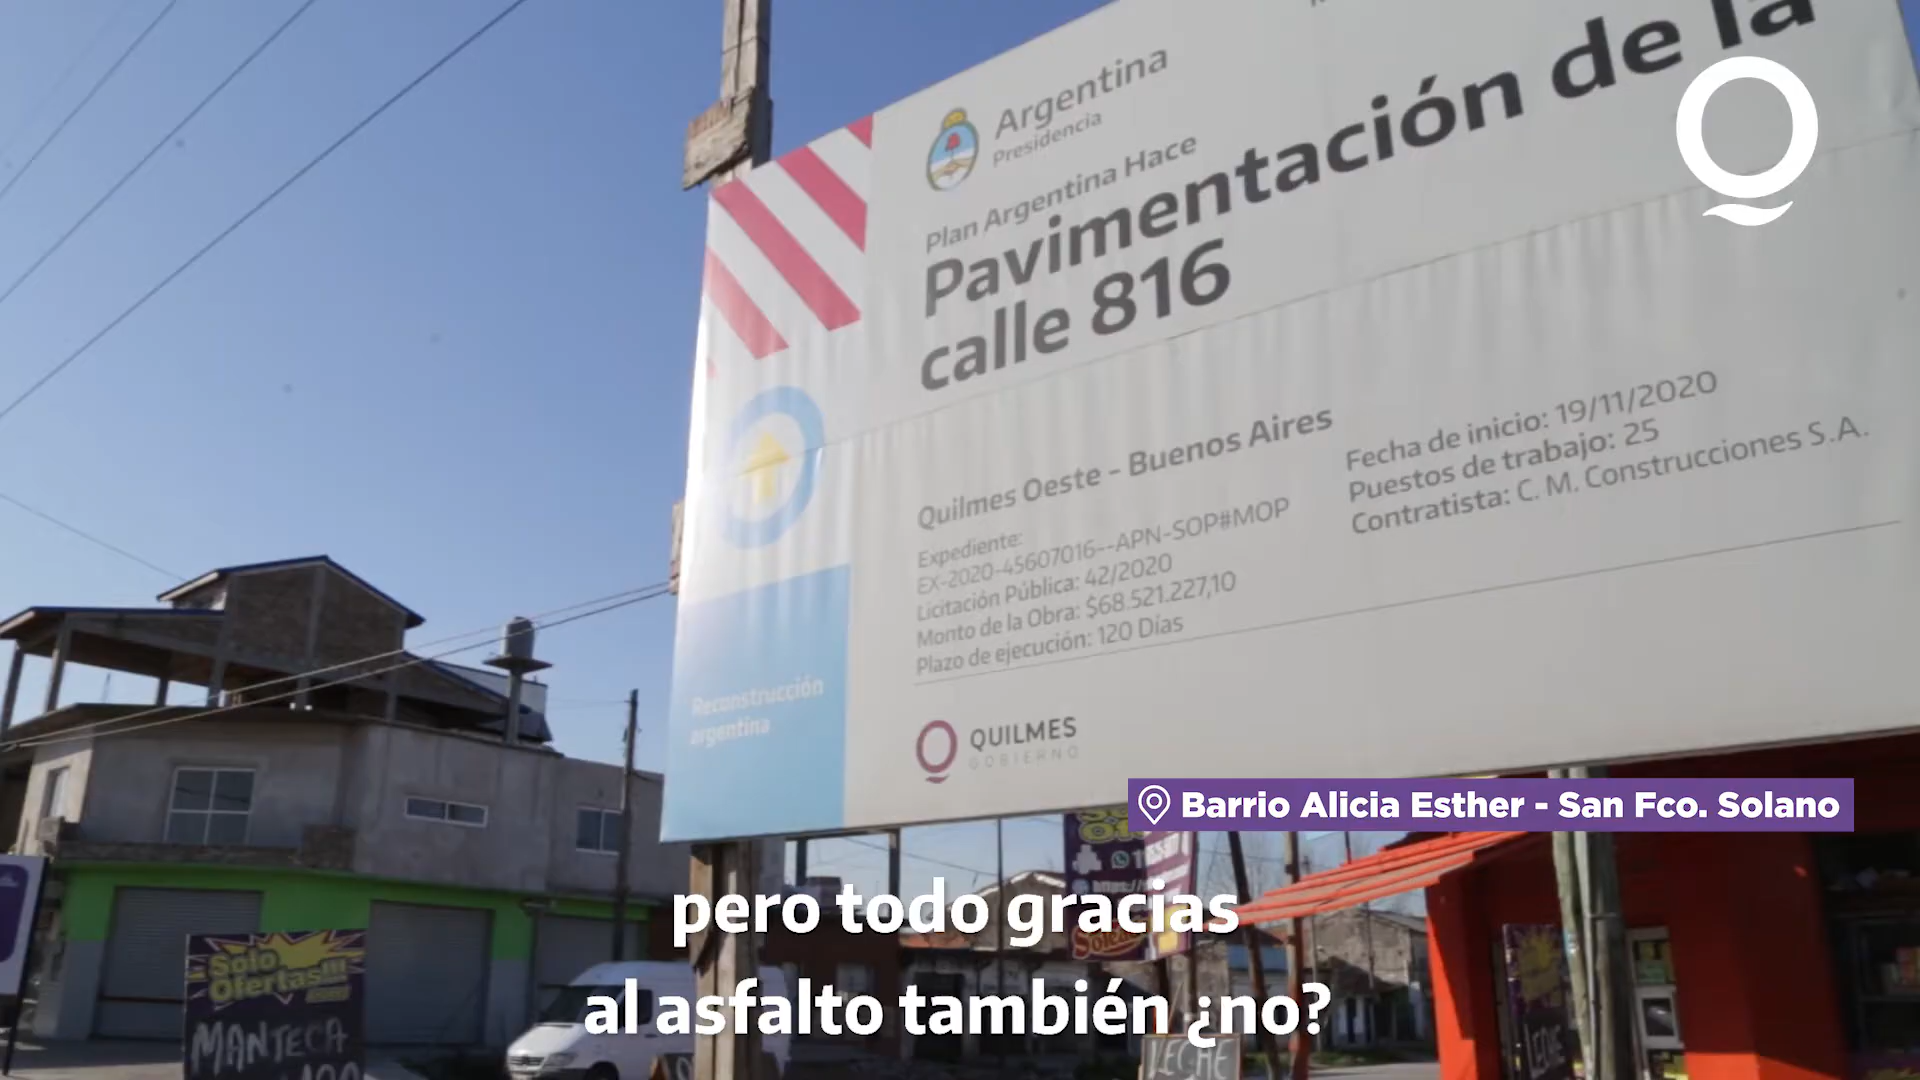 Argentina
Presidencia
Plan Argentina Hace
Pavimentación de la
calle 816
Quilmes Oeste - Buenos Aires
Expediente:
EX-2020-45607016--APN-SOP#MOP
Licitación Pública: 42/2020
Monto de la Obra: $68.521.227,10
Plazo de ejecución: 120 Días
Fecha de inicio: 19/11/2020
Puestos de trabajo: 25
Contratista: C. M. Construcciones S.A.
Reconstrucción
argentina
QUILMES
GOBIERNO
Barrio Alicia Esther - San Fco. Solano
pero todo gracias
al asfalto también ¿no?
Solo
Ofertas!!!
MANTECA
LECHE
LECHE